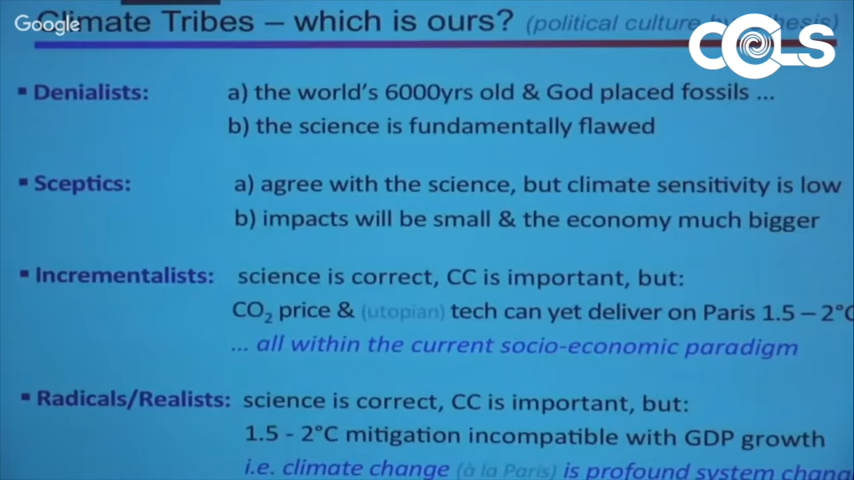 Google
Climate Tribes – which is ours? (political culture hypothesis)
CCLS
▪ Denialists: a) the world's 6000yrs old & God placed fossils ...
b) the science is fundamentally flawed
▪ Sceptics: a) agree with the science, but climate sensitivity is low
b) impacts will be small & the economy much bigger
▪ Incrementalists: science is correct, CC is important, but:
CO₂ price & (utopian) tech can yet deliver on Paris 1.5 – 2°C
... all within the current socio-economic paradigm
▪ Radicals/Realists: science is correct, CC is important, but:
1.5 - 2°C mitigation incompatible with GDP growth
i.e. climate change (à la Paris) is profound system change